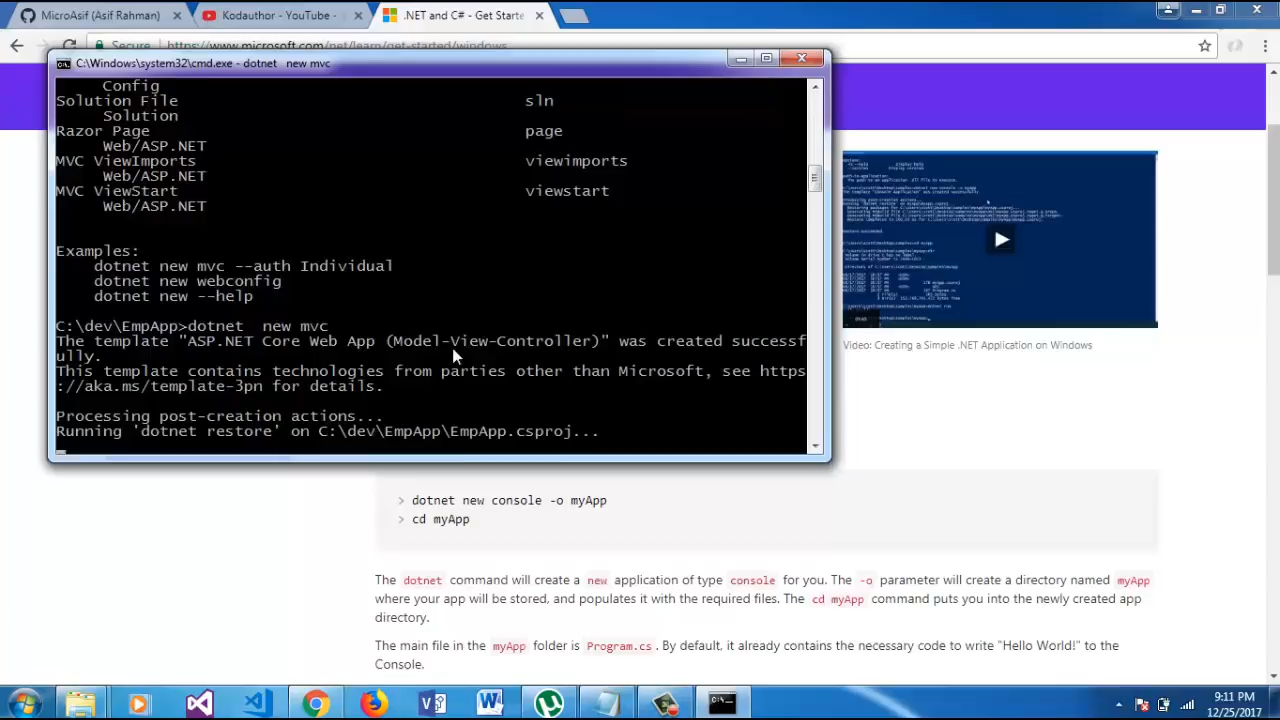 MicroAsif (Asif Rahman)
Kodauthor - YouTube -
.NET and C# - Get Starte
Secure
https://www.microsoft.com/net/learn/get-started/windows
C:\Windows\system32\cmd.exe - dotnet new mvc
Config
Solution File sln
Solution
Razor Page page
Web/ASP.NET
MVC ViewImports viewimports
Web/ASP.NET
MVC ViewStart viewstart
Web/ASP.NET
Examples:
dotnet new mvc --auth Individual
dotnet new --help
C:\dev\EmpApp>dotnet new mvc
The template "ASP.NET Core Web App (Model-View-Controller)" was created successf
ully.
This template contains technologies from parties other than Microsoft, see https
://aka.ms/template-3pn for details.
Processing post-creation actions...
Running 'dotnet restore' on C:\dev\EmpApp\EmpApp.csproj...
Video: Creating a Simple .NET Application on Windows
> dotnet new console -o myApp
> cd myApp
The dotnet command will create a new application of type console for you. The -o parameter will create a directory named myApp
where your app will be stored, and populates it with the required files. The cd myApp command puts you into the newly created app
directory.
The main file in the myApp folder is Program.cs. By default, it already contains the necessary code to write "Hello World!" to the
Console.
9:11 PM
12/25/2017